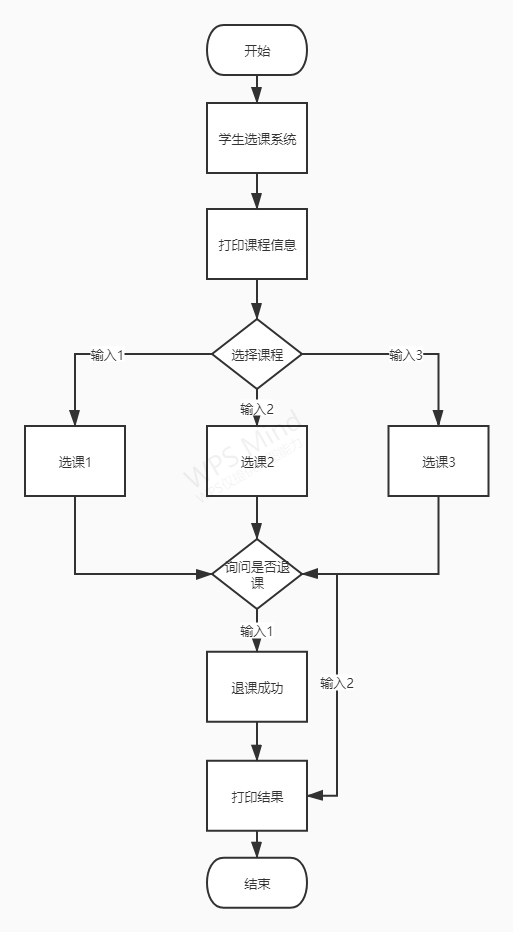 开始
学生选课系统
打印课程信息
选择课程
输入1
输入3
输入2
选课1
选课2
选课3
WPS Mind
询问是否退
课
输入1
退课成功
输入2
打印结果
结束